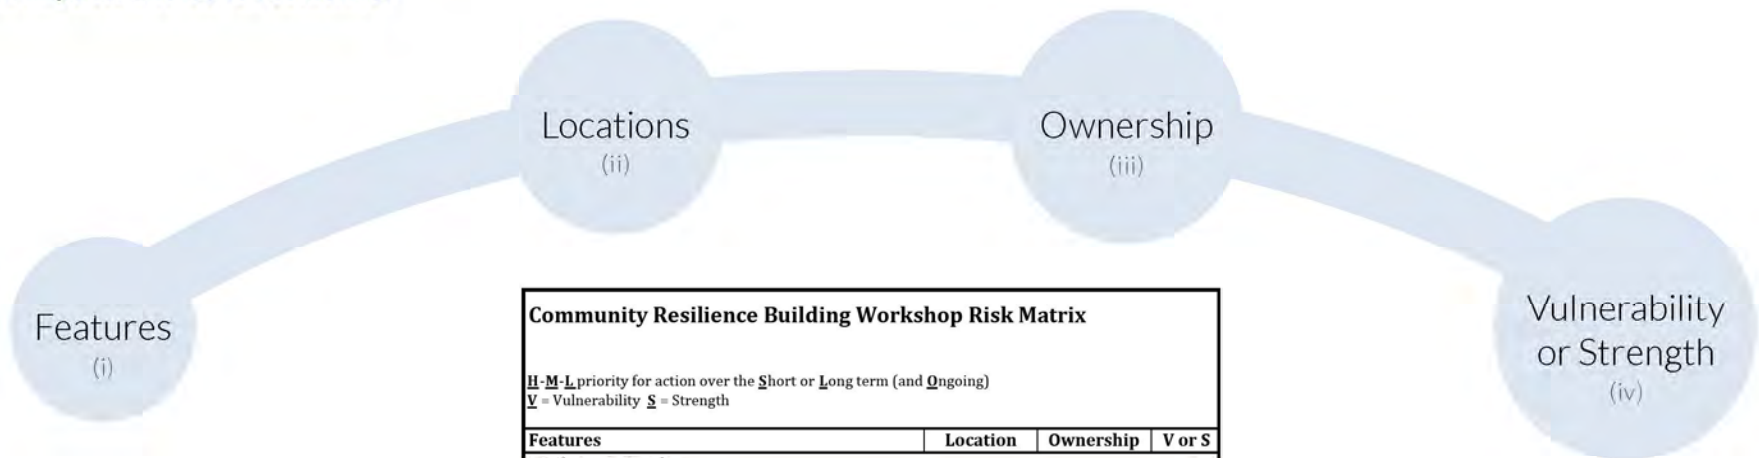 Locations
(ii)
Ownership
(iii)
Features
(i)
Vulnerability
or Strength
(iv)
Community Resilience Building Workshop Risk Matrix
H-M-L priority for action over the Short or Long term (and Ongoing)
V = Vulnerability S = Strength
Features Location Ownership V or S